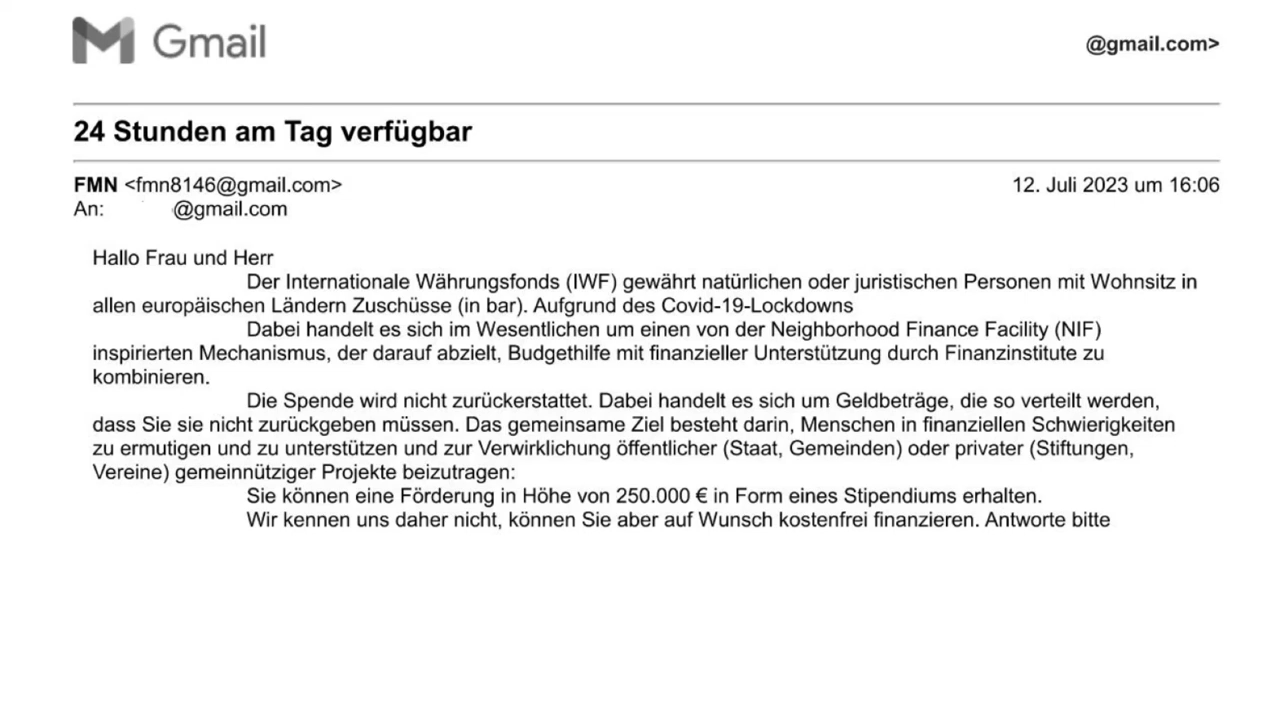 Gmail
@gmail.com>
24 Stunden am Tag verfügbar
FMN <fmn8146@gmail.com>
12. Juli 2023 um 16:06
An: @gmail.com
Hallo Frau und Herr
Der Internationale Währungsfonds (IWF) gewährt natürlichen oder juristischen Personen mit Wohnsitz in
allen europäischen Ländern Zuschüsse (in bar). Aufgrund des Covid-19-Lockdowns
Dabei handelt es sich im Wesentlichen um einen von der Neighborhood Finance Facility (NIF)
inspirierten Mechanismus, der darauf abzielt, Budgethilfe mit finanzieller Unterstützung durch Finanzinstitute zu
kombinieren.
Die Spende wird nicht zurückerstattet. Dabei handelt es sich um Geldbeträge, die so verteilt werden,
dass Sie sie nicht zurückgeben müssen. Das gemeinsame Ziel besteht darin, Menschen in finanziellen Schwierigkeiten
zu ermutigen und zu unterstützen und zur Verwirklichung öffentlicher (Staat, Gemeinden) oder privater (Stiftungen,
Vereine) gemeinnütziger Projekte beizutragen:
Sie können eine Förderung in Höhe von 250.000 € in Form eines Stipendiums erhalten.
Wir kennen uns daher nicht, können Sie aber auf Wunsch kostenfrei finanzieren. Antworte bitte